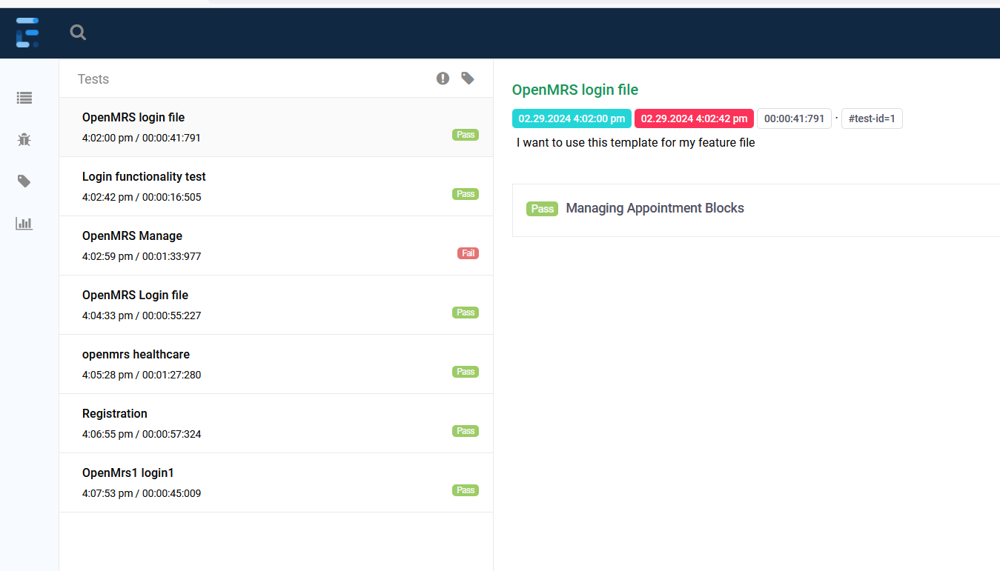 Tests
OpenMRS login file
4:02:00 pm / 00:00:41:791
Pass
Login functionality test
4:02:42 pm / 00:00:16:505
Pass
OpenMRS Manage
4:02:59 pm / 00:01:33:977
Fail
OpenMRS Login file
4:04:33 pm / 00:00:55:227
Pass
openmrs healthcare
4:05:28 pm / 00:01:27:280
Pass
Registration
4:06:55 pm / 00:00:57:324
Pass
OpenMrs1 login1
4:07:53 pm / 00:00:45:009
Pass
OpenMRS login file
02.29.2024 4:02:00 pm 02.29.2024 4:02:42 pm 00:00:41:791 · #test-id=1
I want to use this template for my feature file
Pass Managing Appointment Blocks